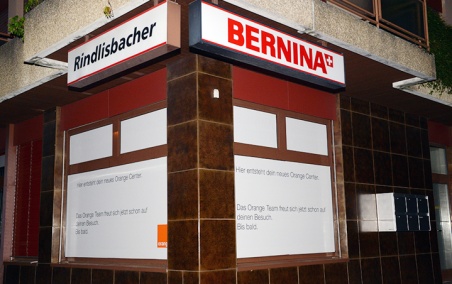 Rindlisbacher
BERNINA
Hier entsteht dein neues Orange Center.
Das Orange Team freut sich jetzt schon auf
deinen Besuch.
Bis bald.
Hier entsteht dein neues Orange Center.
Das Orange Team freut sich jetzt schon auf
deinen Besuch.
Bis bald.